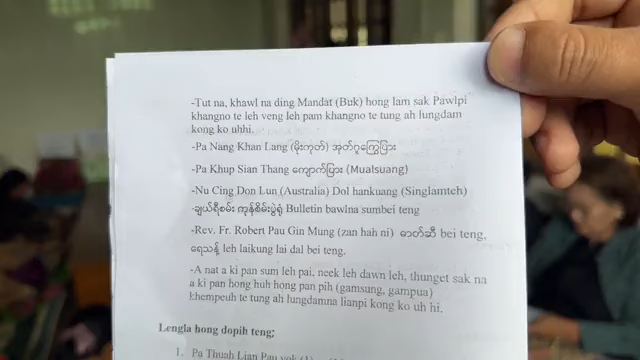 -Tut na, khawl na ding Mandat (Buk) hong lam sak Pawlpi
khangno te leh veng leh pam khangno te tung ah lungdam
kong ko uhhi.
-Pa Nang Khan Lang (မိုးကုတ်) အုတ်ဂူကြွေပြား
-Pa Khup Sian Thang ကျောက်ပြား (Mualsuang)
-Nu Cing Don Lun (Australia) Dol hankuang (Singlamteh)
-ချယ်ရီစမ်း ကွန်စိမ်းပွဲရုံ Bulletin bawlna sumbei teng
-Rev. Fr. Robert Pau Gin Mung (zan hah ni) ဓာတ်ဆီ bei teng,
ရေသန့် leh laikung lai dal bei teng.
-A nat a ki pan sum leh pai, neek leh dawn leh, thunget sak na
a ki pan hong huh hong pan pih (gamsung, gampua)
khempeuh te tung ah lungdamna lianpi kong ko uh hi.
Lengla hong dopih teng;
1. Pa Thuah Lian Pau